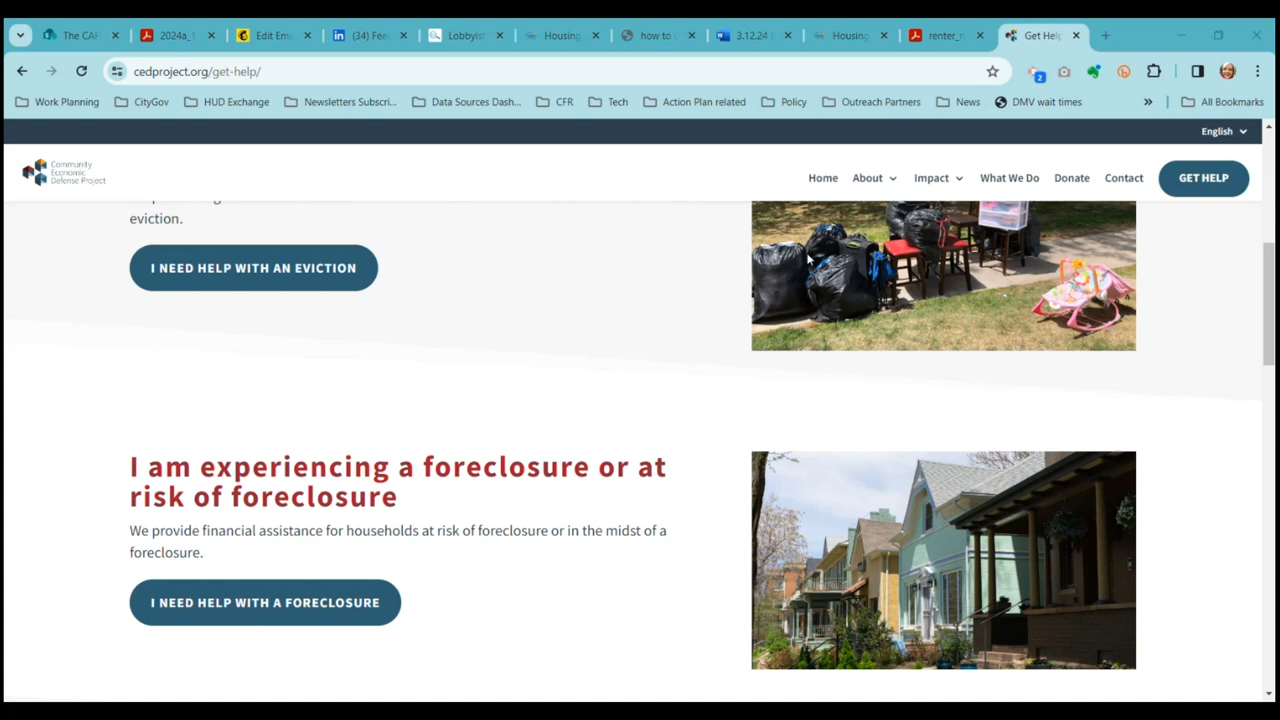 The CAF
2024a_1
Edit Ema
(34) Feed
Lobbyist
Housing
how to
3.12.24
Housing
renter_r
Get Help
cedproject.org/get-help/
2
Work Planning
CityGov
HUD Exchange
Newsletters Subscri...
Data Sources Dash...
CFR
Tech
Action Plan related
Policy
Outreach Partners
News
DMV wait times
»
All Bookmarks
English
Community
Economic
Defense Project
Home
About
Impact
What We Do
Donate
Contact
GET HELP
eviction.
I NEED HELP WITH AN EVICTION
I am experiencing a foreclosure or at
risk of foreclosure
We provide financial assistance for households at risk of foreclosure or in the midst of a
foreclosure.
I NEED HELP WITH A FORECLOSURE